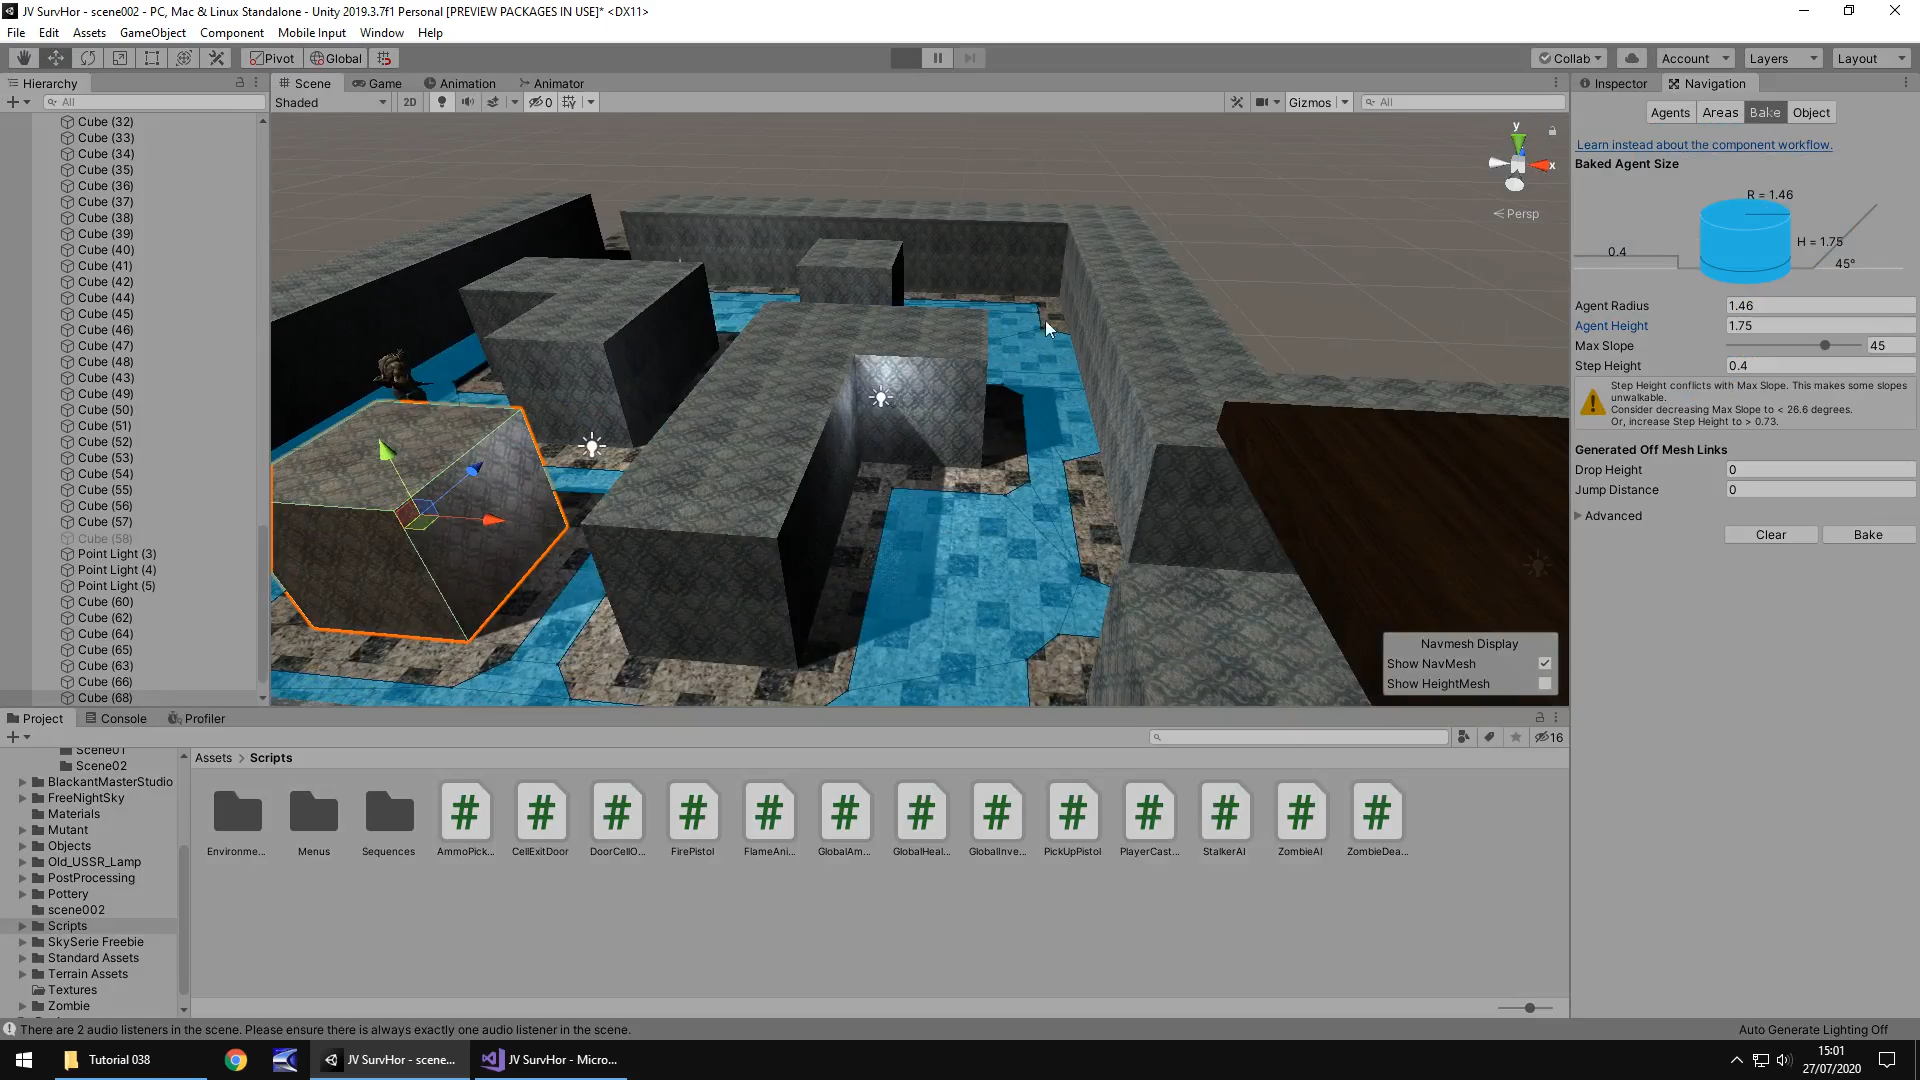 JV SurvHor - scene002 - PC, Mac & Linux Standalone - Unity 2019.3.7f1 Personal [PREVIEW PACKAGES IN USE]* <DX11>
File Edit Assets GameObject Component Mobile Input Window Help
Pivot Global Collab Account Layers Layout
Hierarchy Scene Game Animation Animator Inspector Navigation
All Shaded 2D 0 Gizmos All
Agents Areas Bake Object
Cube (32)
Cube (33)
Cube (34)
Cube (35)
Cube (36)
Cube (37)
Cube (38)
Cube (39)
Cube (40)
Cube (41)
Cube (42)
Cube (44)
Cube (45)
Cube (46)
Cube (47)
Cube (48)
Cube (43)
Cube (49)
Cube (50)
Cube (51)
Cube (52)
Cube (53)
Cube (54)
Cube (55)
Cube (56)
Cube (57)
Cube (58)
Point Light (3)
Point Light (4)
Point Light (5)
Cube (60)
Cube (62)
Cube (64)
Cube (65)
Cube (63)
Cube (66)
Cube (68)
y
x
< Persp
Navmesh Display
Show NavMesh
Show HeightMesh
Learn instead about the component workflow.
Baked Agent Size
R = 1.46
0.4
H = 1.75
45°
Agent Radius 1.46
Agent Height 1.75
Max Slope 45
Step Height 0.4
Step Height conflicts with Max Slope. This makes some slopes
unwalkable.
Consider decreasing Max Slope to < 26.6 degrees.
Or, increase Step Height to > 0.73.
Generated Off Mesh Links
Drop Height 0
Jump Distance 0
Advanced
Clear Bake
Project Console Profiler
16
Scene01
Scene02
BlackantMasterStudio
FreeNightSky
Materials
Mutant
Objects
Old_USSR_Lamp
PostProcessing
Pottery
scene002
Scripts
SkySerie Freebie
Standard Assets
Terrain Assets
Textures
Zombie
Assets > Scripts
Environme... Menus Sequences AmmoPick... CellExitDoor DoorCellO... FirePistol FlameAni... GlobalAm... GlobalHeal... GlobalInve... PickUpPistol PlayerCast... StalkerAI ZombieAI ZombieDea...
There are 2 audio listeners in the scene. Please ensure there is always exactly one audio listener in the scene.
Auto Generate Lighting Off
Tutorial 038 JV SurvHor - scene... JV SurvHor - Micro...
15:01
27/07/2020